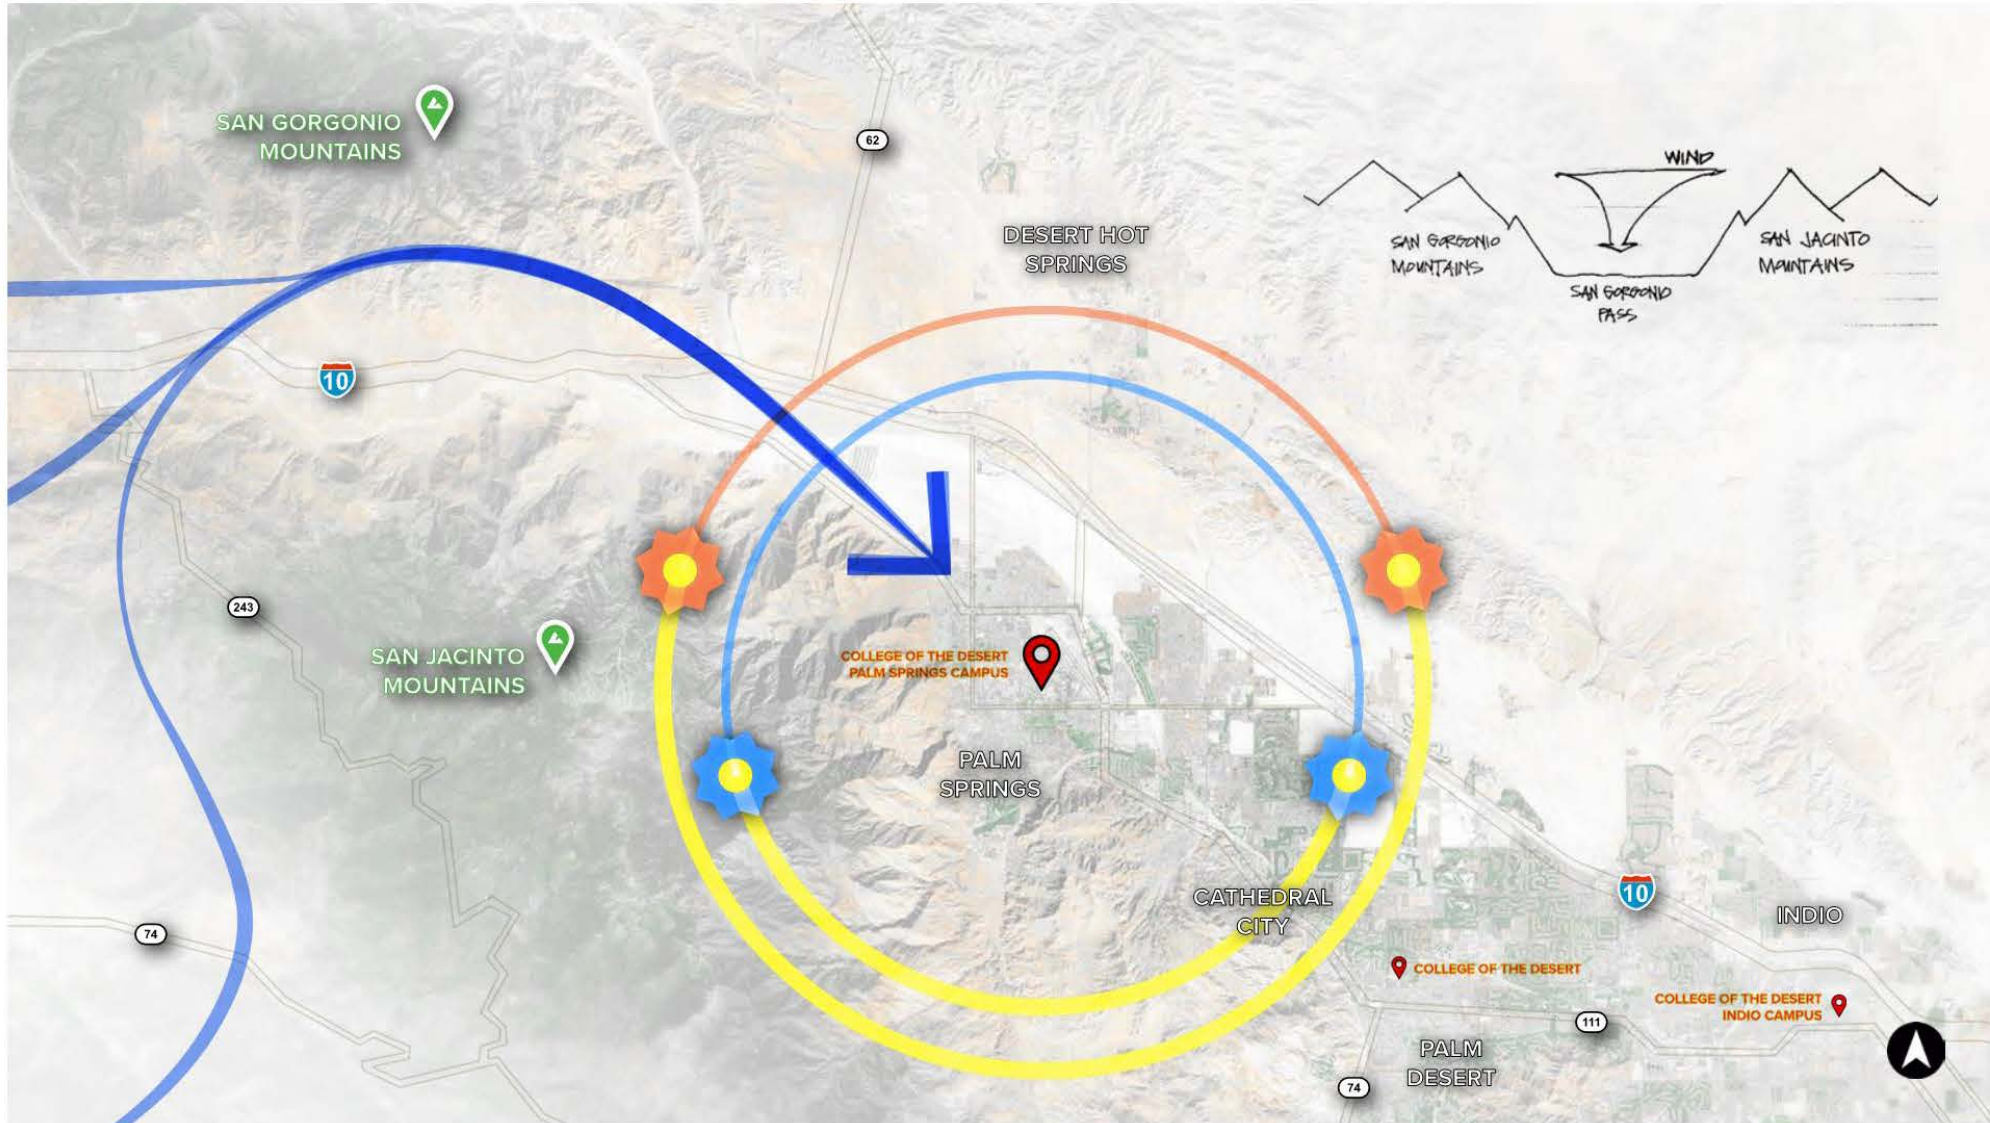 SAN GORGONIO
MOUNTAINS
62
WIND
DESERT HOT
SPRINGS
SAN GORGONIO
MOUNTAINS
SAN JACINTO
MOUNTAINS
SAN GORGONIO
PASS
10
243
SAN JACINTO
MOUNTAINS
COLLEGE OF THE DESERT
PALM SPRINGS CAMPUS
PALM
SPRINGS
CATHEDRAL
CITY
10
INDIO
74
COLLEGE OF THE DESERT
COLLEGE OF THE DESERT
INDIO CAMPUS
111
PALM
DESERT
74